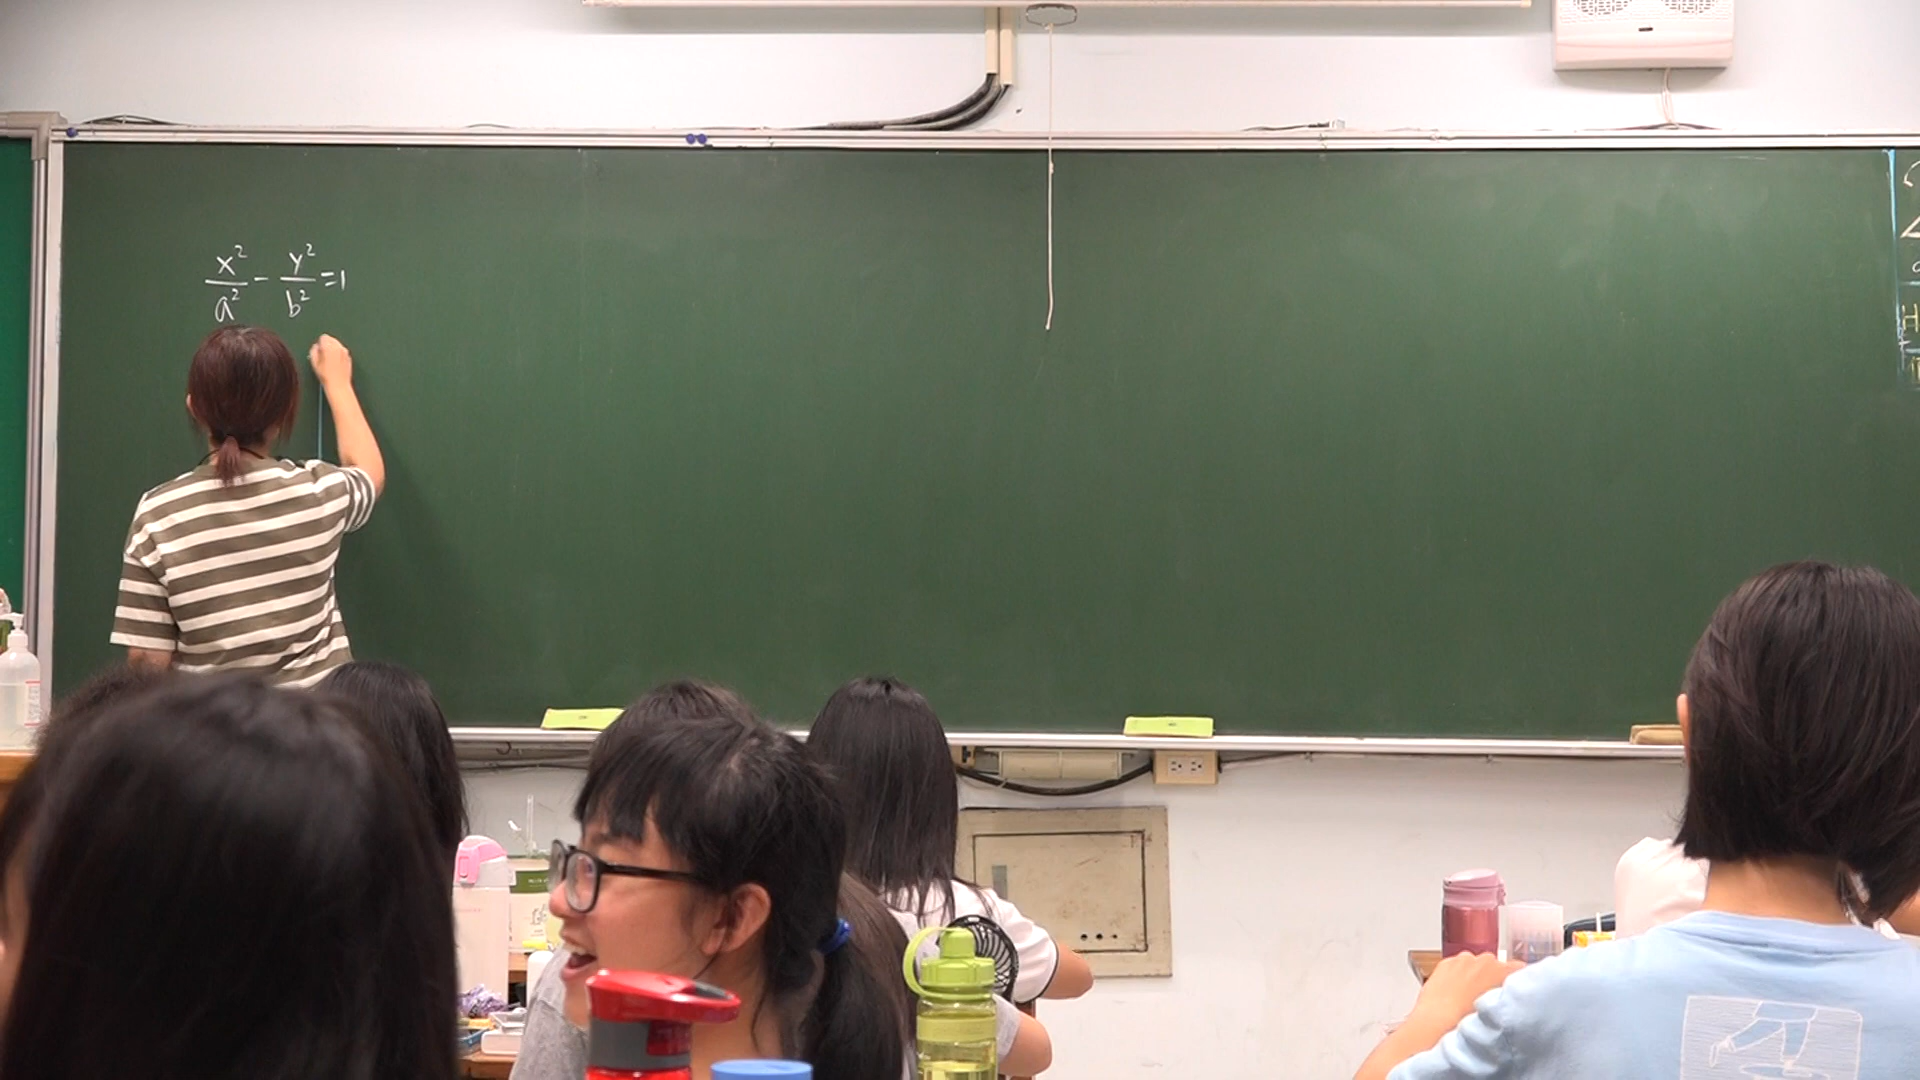 x²/a² - y²/b² = 1
H